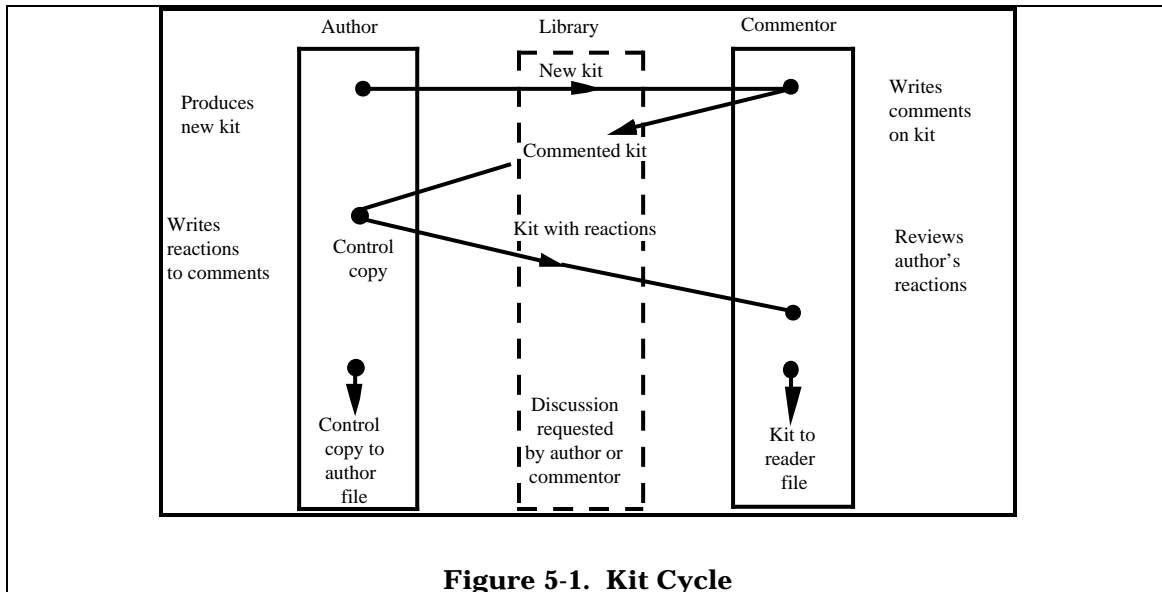 Author
Library
Commentor
New kit
Produces
new kit
Writes
comments
on kit
Commented kit
Writes
reactions
to comments
Control
copy
Kit with reactions
Reviews
author’s
reactions
Control
copy to
author
file
Discussion
requested
by author or
commentor
Kit to
reader
file
Figure 5-1. Kit Cycle